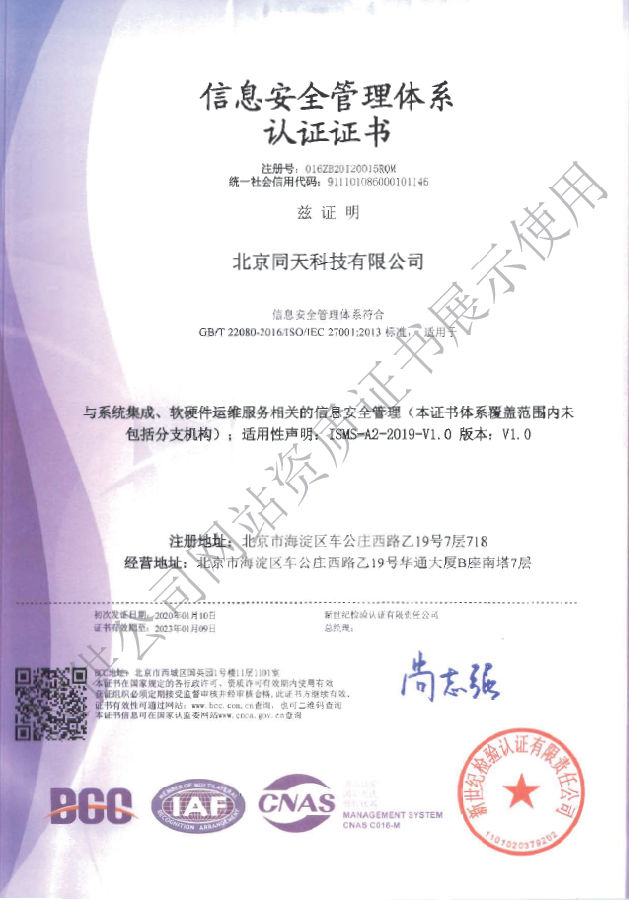 信息安全管理体系
认证证书
注册号：016ZB20I20015R0M
统一社会信用代码：911101086000101146
兹 证 明
北京同天科技有限公司
信息安全管理体系符合
GB/T 22080-2016/ISO/IEC 27001:2013 标准，适用于
与系统集成、软硬件运维服务相关的信息安全管理（本证书体系覆盖范围内未
包括分支机构）；适用性声明：ISMS-A2-2019-V1.0 版本：V1.0
注册地址：北京市海淀区车公庄西路乙19号7层718
经营地址：北京市海淀区车公庄西路乙19号华通大厦B座南塔7层
初次发证日期：2020年01月10日
证书有效期至：2023年01月09日
新世纪检验认证有限责任公司
总经理：
尚志强
BCC地址：北京市西城区国英园1号楼11层1101室
本证书在国家规定的各行政许可、资质许可有效期内使用有效
获证组织必须定期接受监督审核并经审核合格，此证书方继续有效，
证书有效性可通过网站：www.bcc.com.cn查询，也可二维码查询
本证书信息可在国家认监委网站www.cnca.gov.cn查询
BCC
MEMBER OF MULTILATERAL
IAF
RECOGNITION ARRANGEMENT
CNAS
MANAGEMENT SYSTEM
CNAS C016-M
新世纪检验认证有限责任公司
1101020379202
公司网站资质证书展示使用